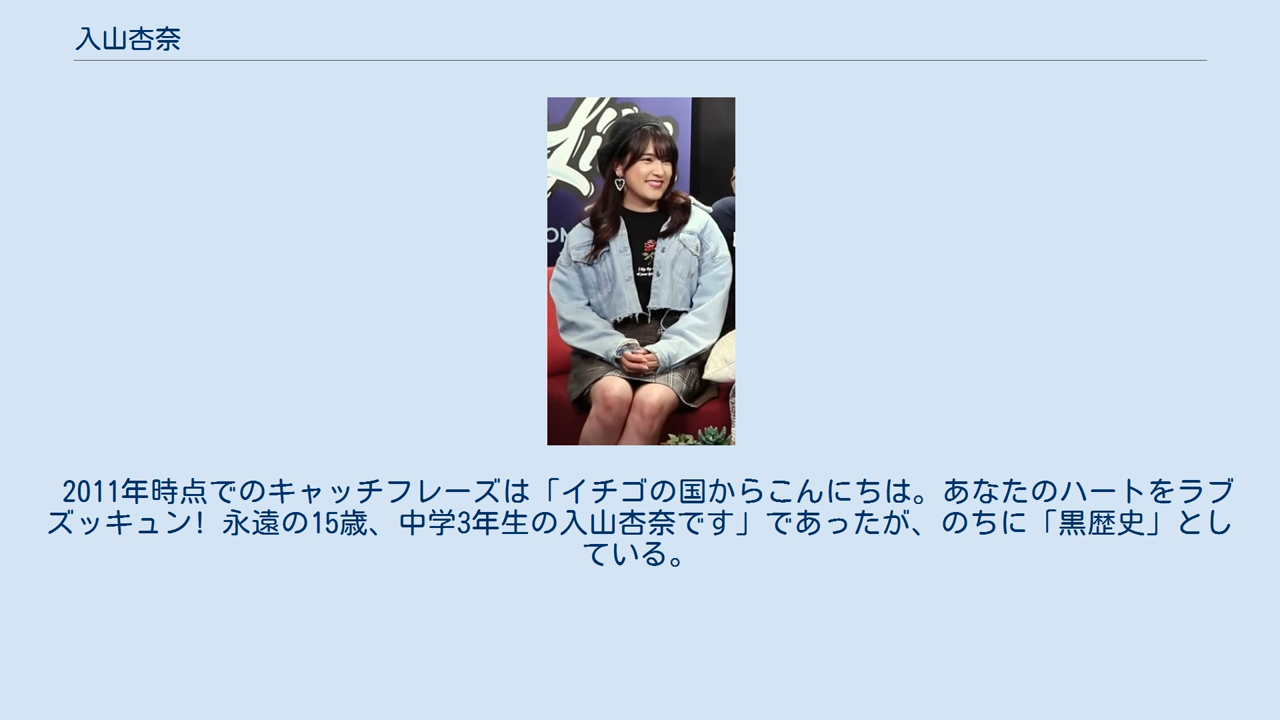 入山杏奈
2011年時点でのキャッチフレーズは「イチゴの国からこんにちは。あなたのハートをラブ
ズッキュン! 永遠の15歳、中学3年生の入山杏奈です」であったが、のちに「黒歴史」とし
ている。